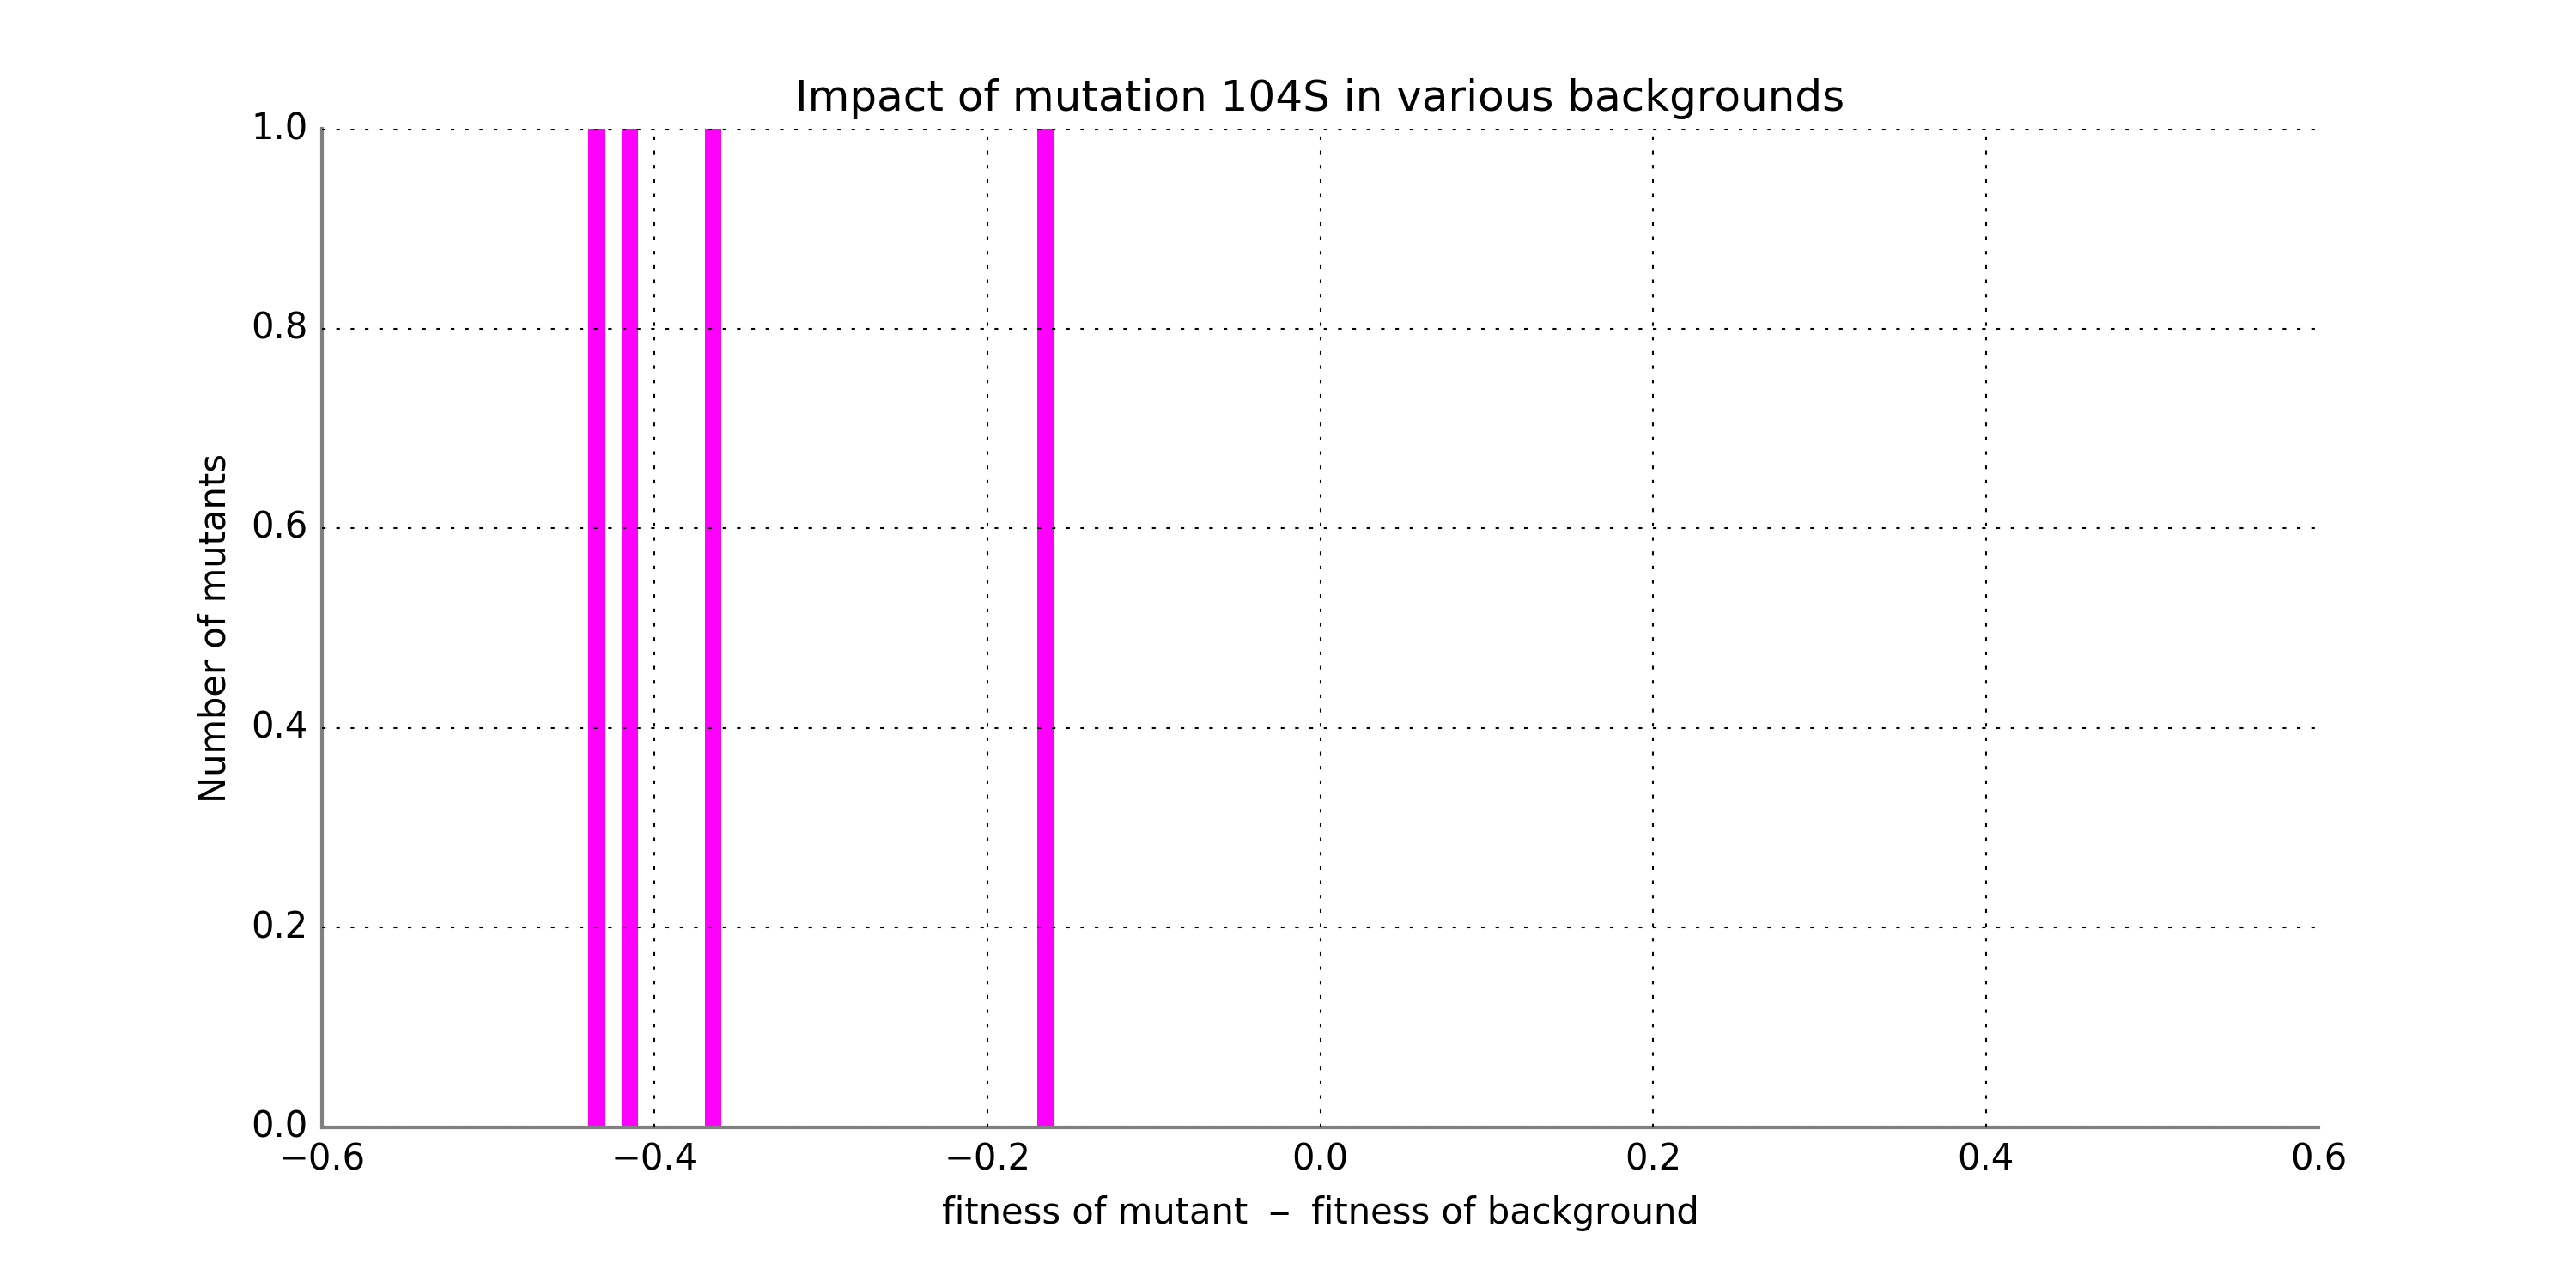 Impact of mutation 104S in various backgrounds
1.0
0.8
0.6
0.4
0.2
0.0
Number of mutants
−0.6 −0.4 −0.2 0.0 0.2 0.4 0.6
fitness of mutant − fitness of background